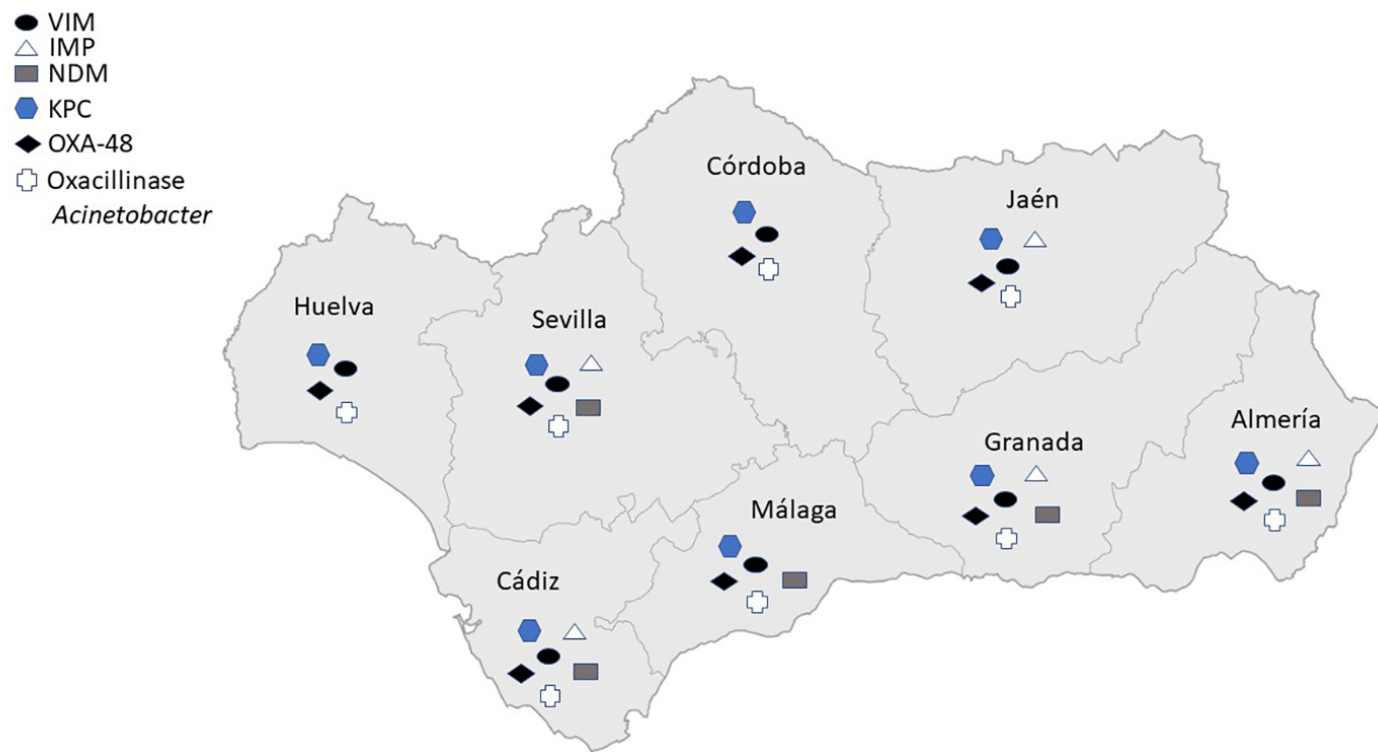 VIM
IMP
NDM
KPC
OXA-48
Oxacillinase
Acinetobacter
Córdoba
Jaén
Huelva
Sevilla
Almería
Granada
Málaga
Cádiz